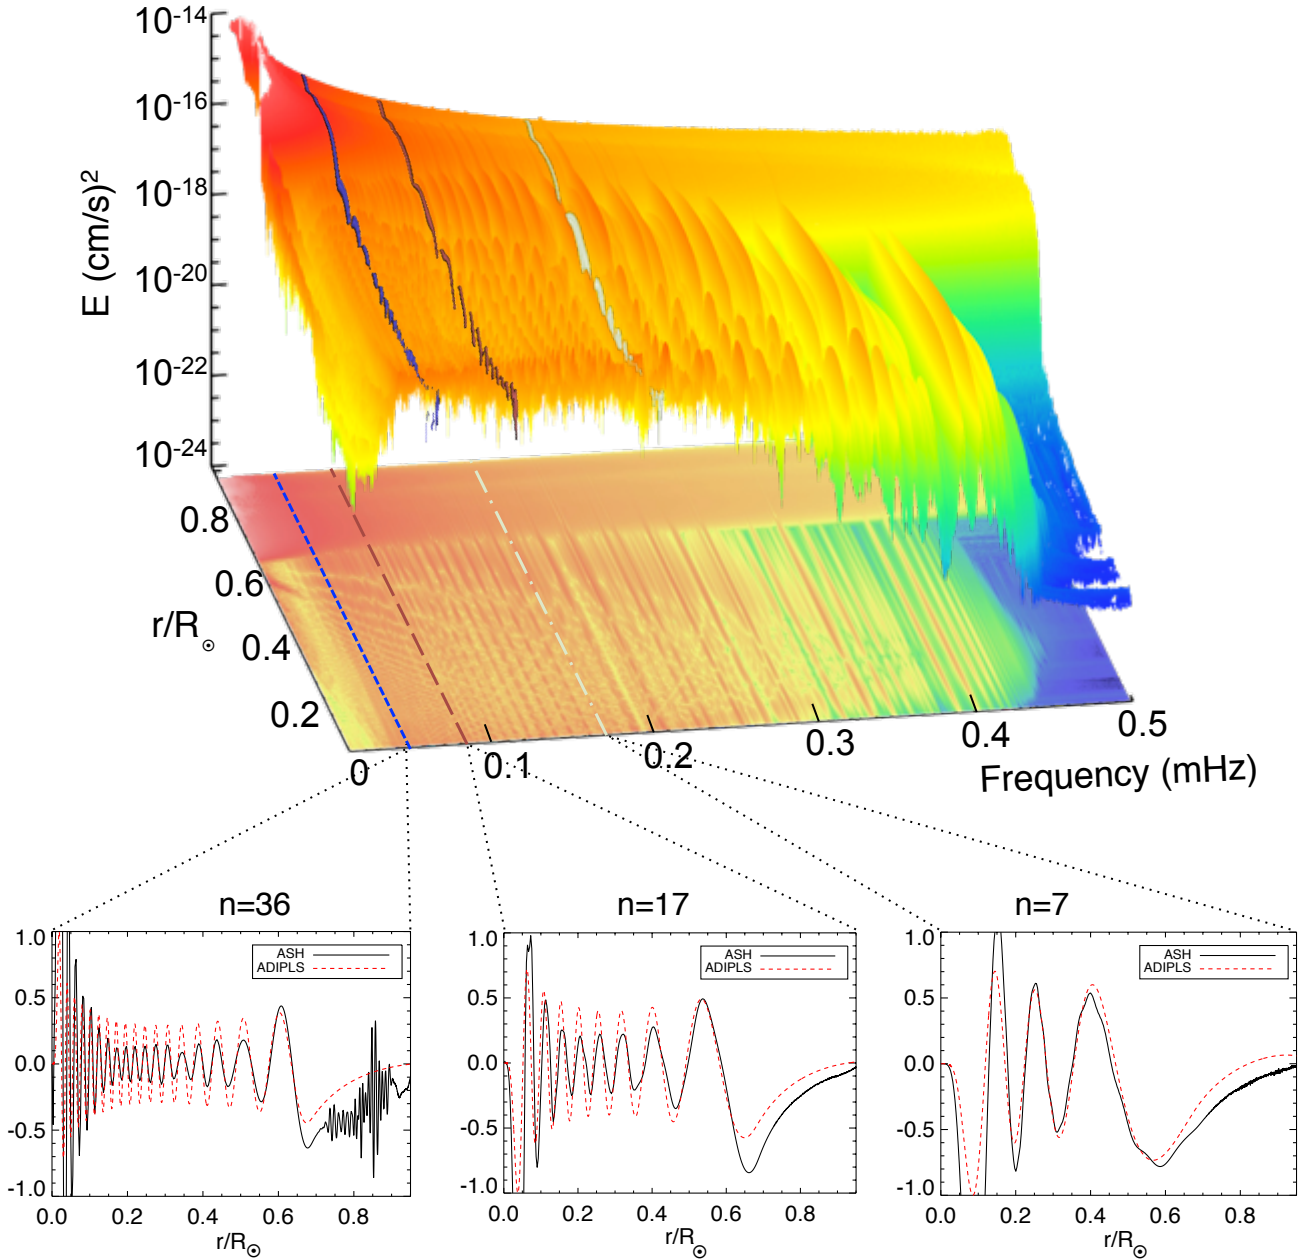 10-14
10-16
10-18
10-20
10-22
10-24
E (cm/s)2
0.8
0.6
0.4
0.2
r/R☉
0
0.1
0.2
0.3
0.4
0.5
Frequency (mHz)
n=36
n=17
n=7
1.0
0.5
0.0
-0.5
-1.0
ASH
ADIPLS
0.0 0.2 0.4 0.6 0.8
r/R☉
1.0
0.5
0.0
-0.5
-1.0
ASH
ADIPLS
0.0 0.2 0.4 0.6 0.8
r/R☉
1.0
0.5
0.0
-0.5
-1.0
ASH
ADIPLS
0.0 0.2 0.4 0.6 0.8
r/R☉